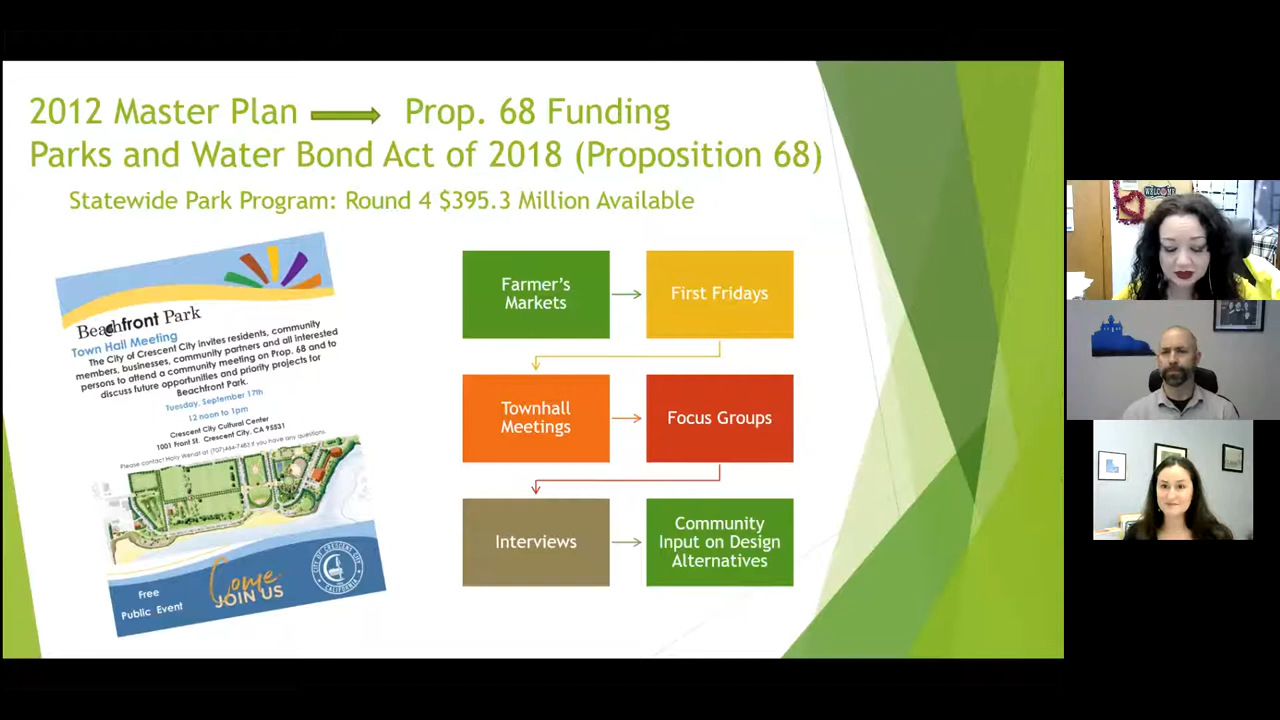 2012 Master Plan Prop. 68 Funding
Parks and Water Bond Act of 2018 (Proposition 68)
Statewide Park Program: Round 4 $395.3 Million Available
Beachfront Park
Town Hall Meeting
The City of Crescent City invites residents, community
members, businesses, community partners and all interested
persons to attend a community meeting on Prop. 68 and to
discuss future opportunities and priority projects for
Beachfront Park.
Tuesday, September 17th
12 noon to 1pm
Crescent City Cultural Center
1001 Front St. Crescent City, CA 95531
Please contact Holly Wendt at (707)464-7483 if you have any questions.
Free
Public Event
Come
JOIN US
CITY OF CRESCENT CITY
CALIFORNIA
Farmer's
Markets
First Fridays
Townhall
Meetings
Focus Groups
Interviews
Community
Input on Design
Alternatives
WELCOME